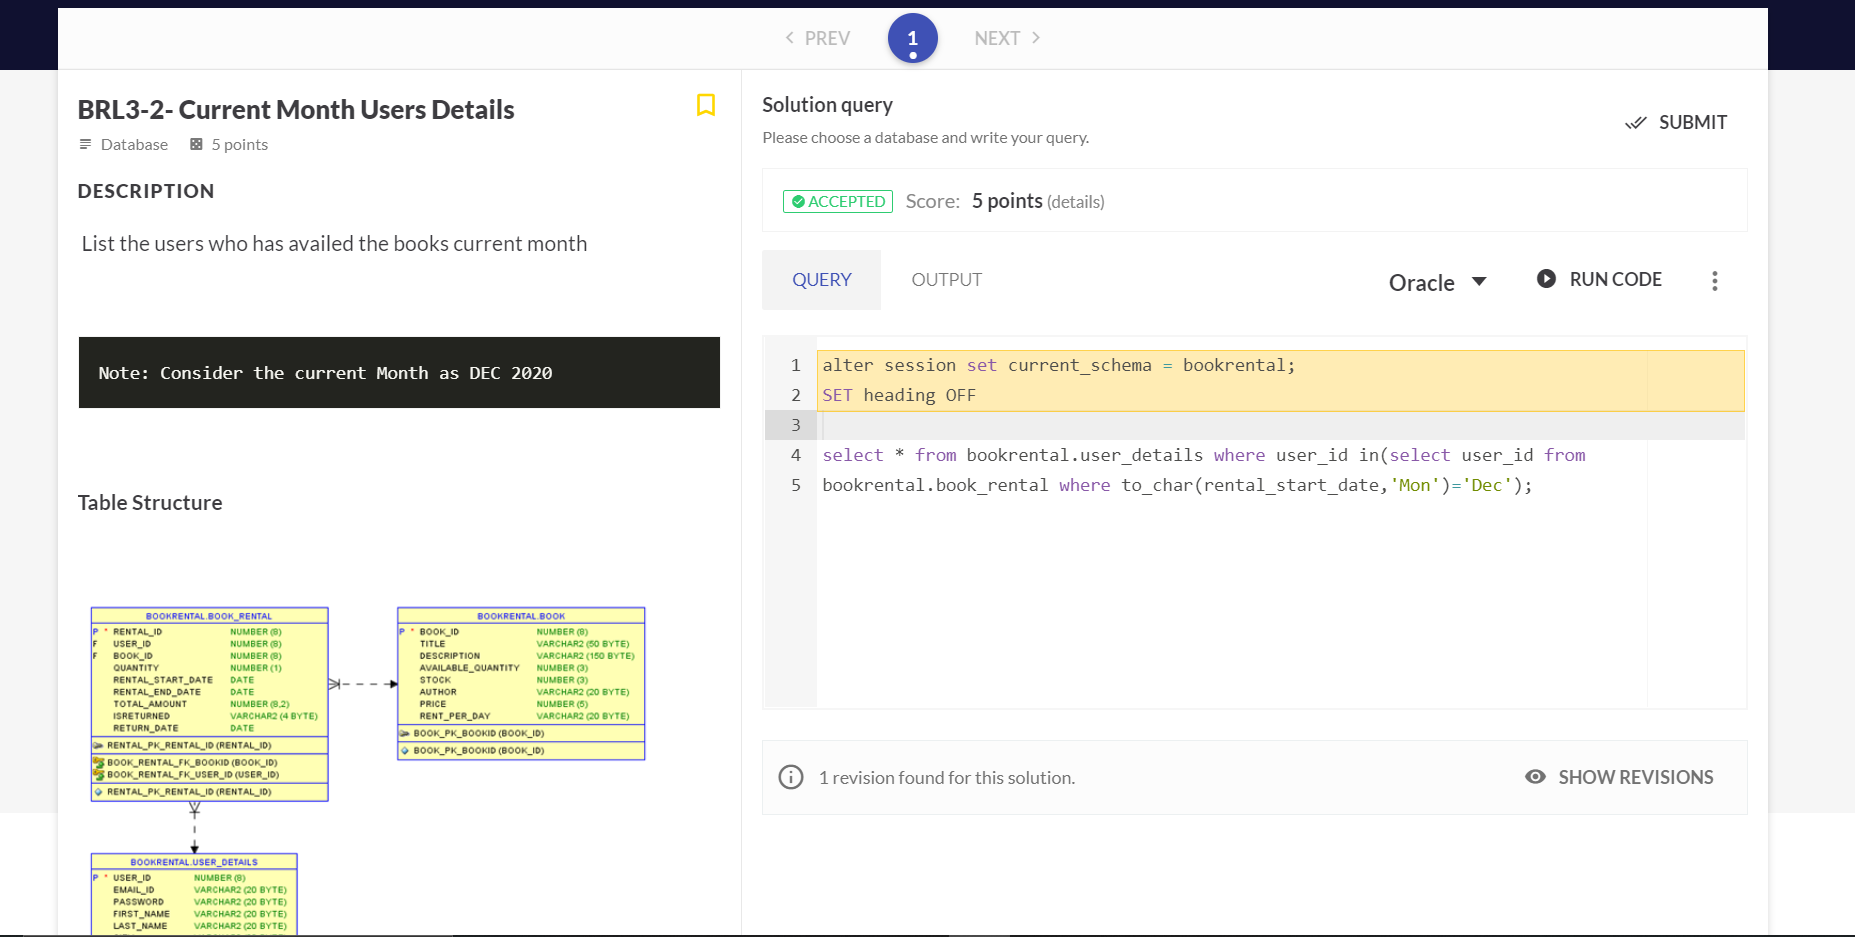 PREV
1
NEXT
BRL3-2- Current Month Users Details
Database 5 points
DESCRIPTION
List the users who has availed the books current month
Note: Consider the current Month as DEC 2020
Table Structure
BOOKRENTAL.BOOK_RENTAL
P * RENTAL_ID NUMBER (8)
F USER_ID NUMBER (8)
F BOOK_ID NUMBER (8)
QUANTITY NUMBER (1)
RENTAL_START_DATE DATE
RENTAL_END_DATE DATE
TOTAL_AMOUNT NUMBER (8,2)
ISRETURNED VARCHAR2 (4 BYTE)
RETURN_DATE DATE
RENTAL_PK_RENTAL_ID (RENTAL_ID)
BOOK_RENTAL_FK_BOOKID (BOOK_ID)
BOOK_RENTAL_FK_USER_ID (USER_ID)
RENTAL_PK_RENTAL_ID (RENTAL_ID)
BOOKRENTAL.BOOK
P * BOOK_ID NUMBER (8)
TITLE VARCHAR2 (50 BYTE)
DESCRIPTION VARCHAR2 (150 BYTE)
AVAILABLE_QUANTITY NUMBER (3)
STOCK NUMBER (3)
AUTHOR VARCHAR2 (20 BYTE)
PRICE NUMBER (5)
RENT_PER_DAY VARCHAR2 (20 BYTE)
BOOK_PK_BOOKID (BOOK_ID)
BOOK_PK_BOOKID (BOOK_ID)
BOOKRENTAL.USER_DETAILS
P * USER_ID NUMBER (8)
EMAIL_ID VARCHAR2 (20 BYTE)
PASSWORD VARCHAR2 (20 BYTE)
FIRST_NAME VARCHAR2 (20 BYTE)
LAST_NAME VARCHAR2 (20 BYTE)
Solution query
Please choose a database and write your query.
SUBMIT
ACCEPTED Score: 5 points (details)
QUERY OUTPUT Oracle RUN CODE
1 alter session set current_schema = bookrental;
2 SET heading OFF
3
4 select * from bookrental.user_details where user_id in(select user_id from
5 bookrental.book_rental where to_char(rental_start_date,'Mon')='Dec');
1 revision found for this solution.
SHOW REVISIONS